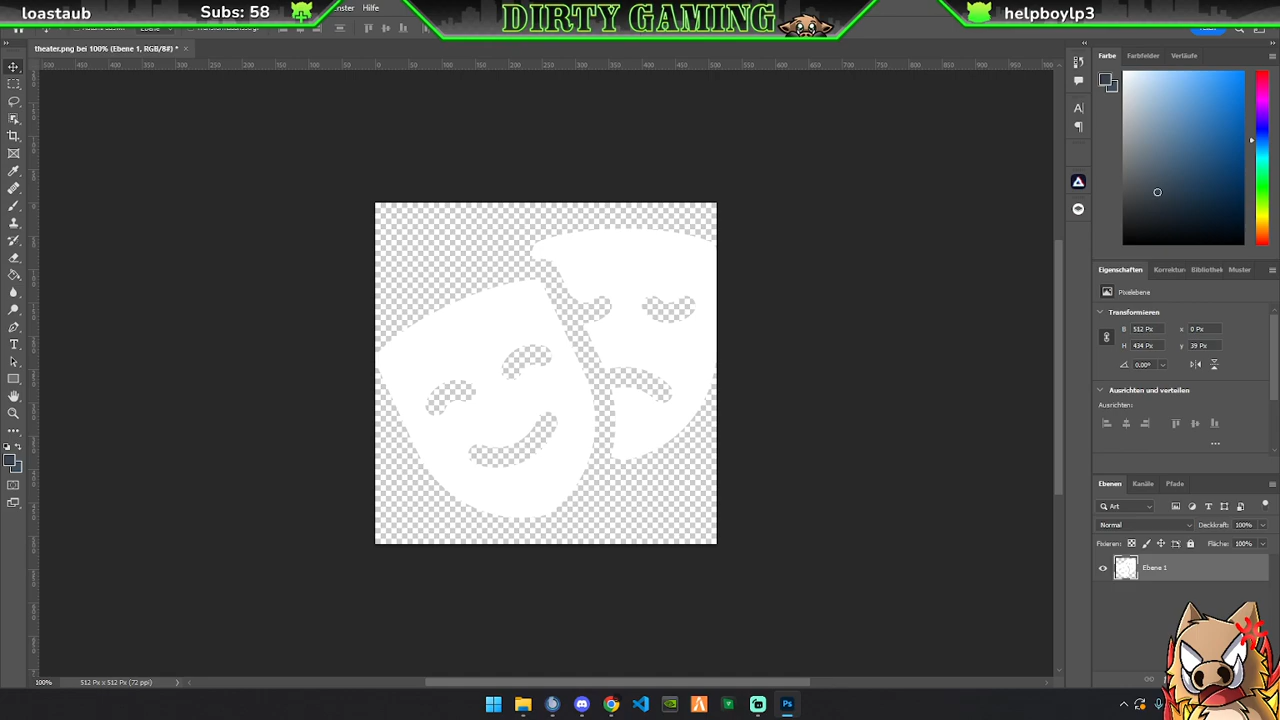 loastaub
Subs: 58
DIRTY GAMING
helpboylp3
Hilfe
theater.png bei 100% (Ebene 1, RGB/8#) *
Farbe Farbfelder Verläufe
Eigenschaften Korrektur Bibliothek Muster
Pixelebene
Transformieren
B 512 Px x 0 Px
H 434 Px y 39 Px
0.00°
Ausrichten und verteilen
Ausrichten:
Ebenen Kanäle Pfade
Art
Normal Deckkraft: 100%
Fixieren: Fläche: 100%
Ebene 1
100% 512 Px x 512 Px (72 ppi)